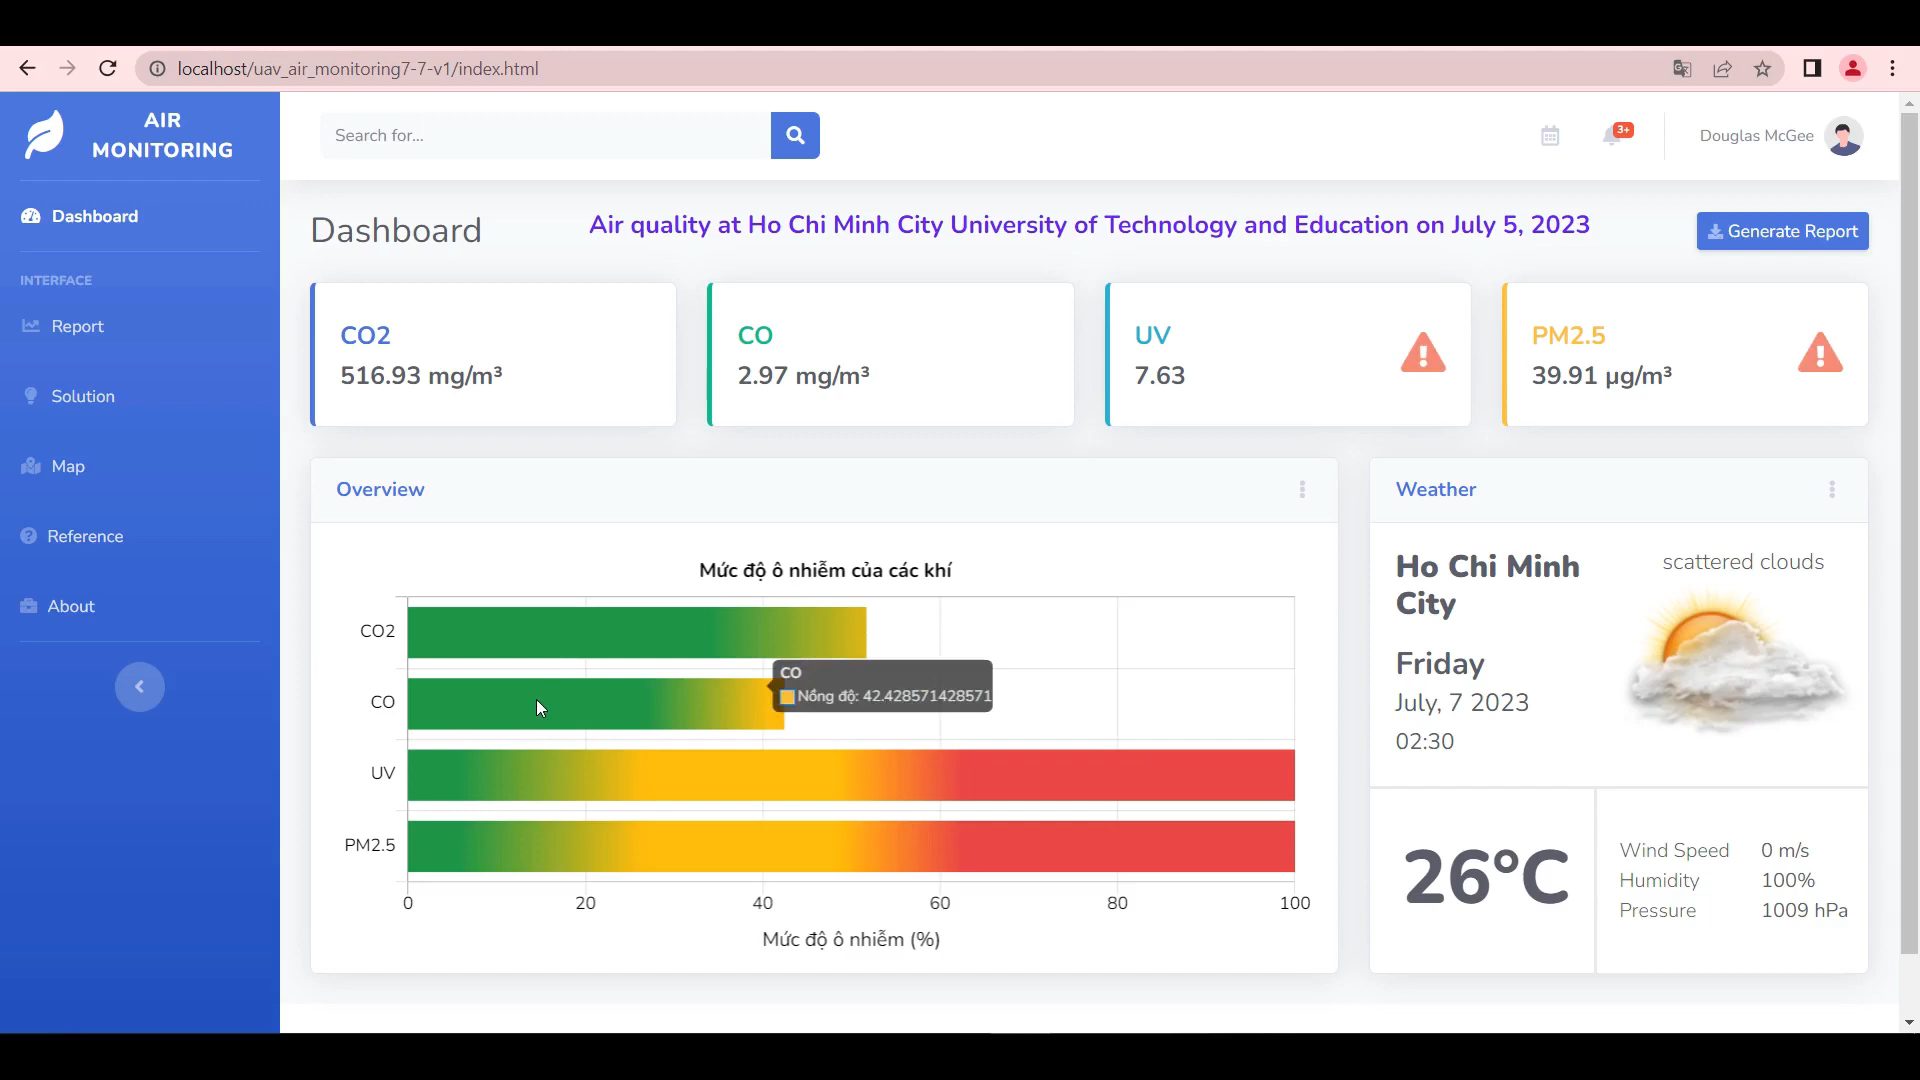 localhost/uav_air_monitoring7-7-v1/index.html
AIR
MONITORING
Search for...
3+
Douglas McGee
Dashboard
INTERFACE
Report
Solution
Map
Reference
About
Dashboard
Air quality at Ho Chi Minh City University of Technology and Education on July 5, 2023
Generate Report
CO2
516.93 mg/m³
CO
2.97 mg/m³
UV
7.63
PM2.5
39.91 µg/m³
Overview
Mức độ ô nhiễm của các khí
CO2
CO
UV
PM2.5
CO
Nồng độ: 42.428571428571
0 20 40 60 80 100
Mức độ ô nhiễm (%)
Weather
Ho Chi Minh
City
scattered clouds
Friday
July, 7 2023
02:30
26°C
Wind Speed 0 m/s
Humidity 100%
Pressure 1009 hPa